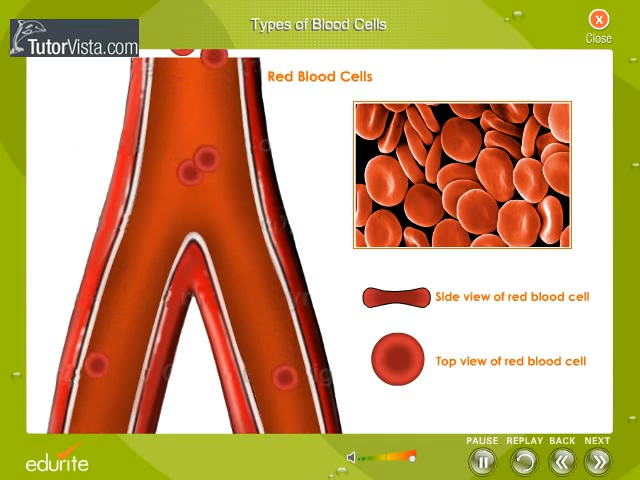 Types of Blood Cells
Close
TutorVista.com
Red Blood Cells
Side view of red blood cell
Top view of red blood cell
PAUSE REPLAY BACK NEXT
edurite